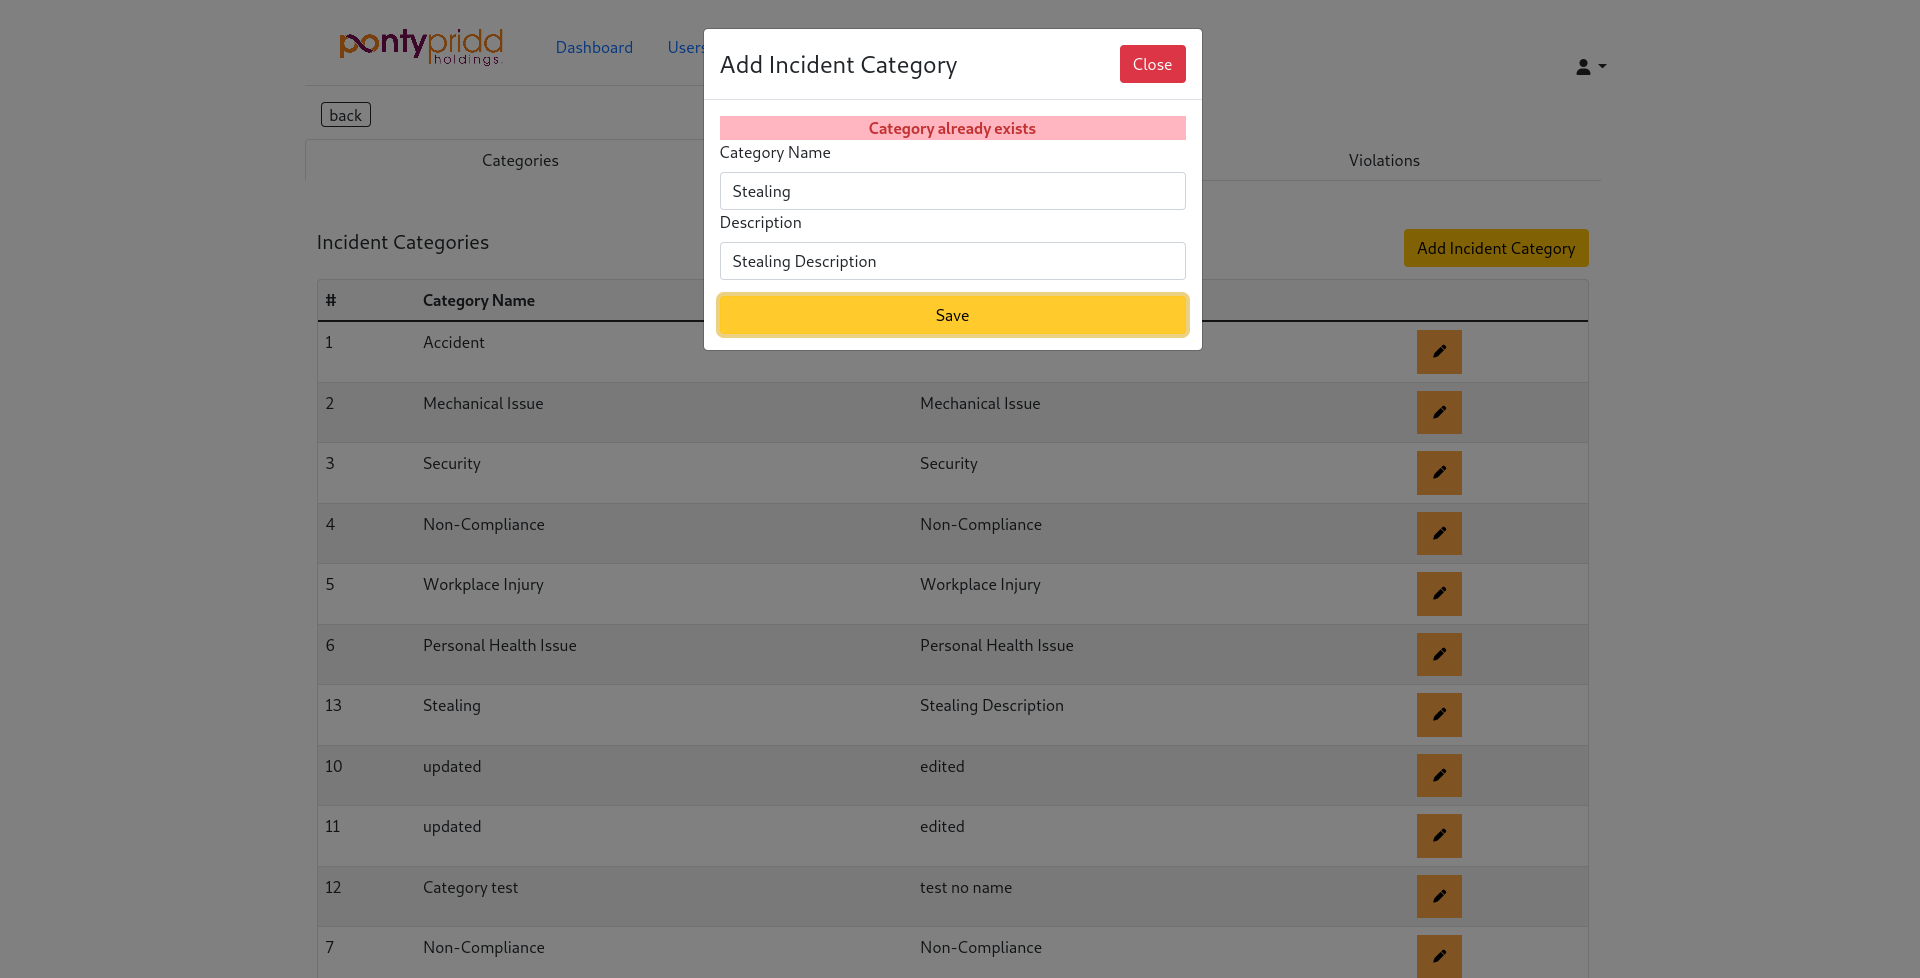 pontypridd
holdings.
Dashboard
Users
Add Incident Category
Close
back
Category already exists
Category Name
Stealing
Description
Stealing Description
Save
Categories
Violations
Incident Categories
Add Incident Category
# Category Name
1 Accident
2 Mechanical Issue Mechanical Issue
3 Security Security
4 Non-Compliance Non-Compliance
5 Workplace Injury Workplace Injury
6 Personal Health Issue Personal Health Issue
13 Stealing Stealing Description
10 updated edited
11 updated edited
12 Category test test no name
7 Non-Compliance Non-Compliance